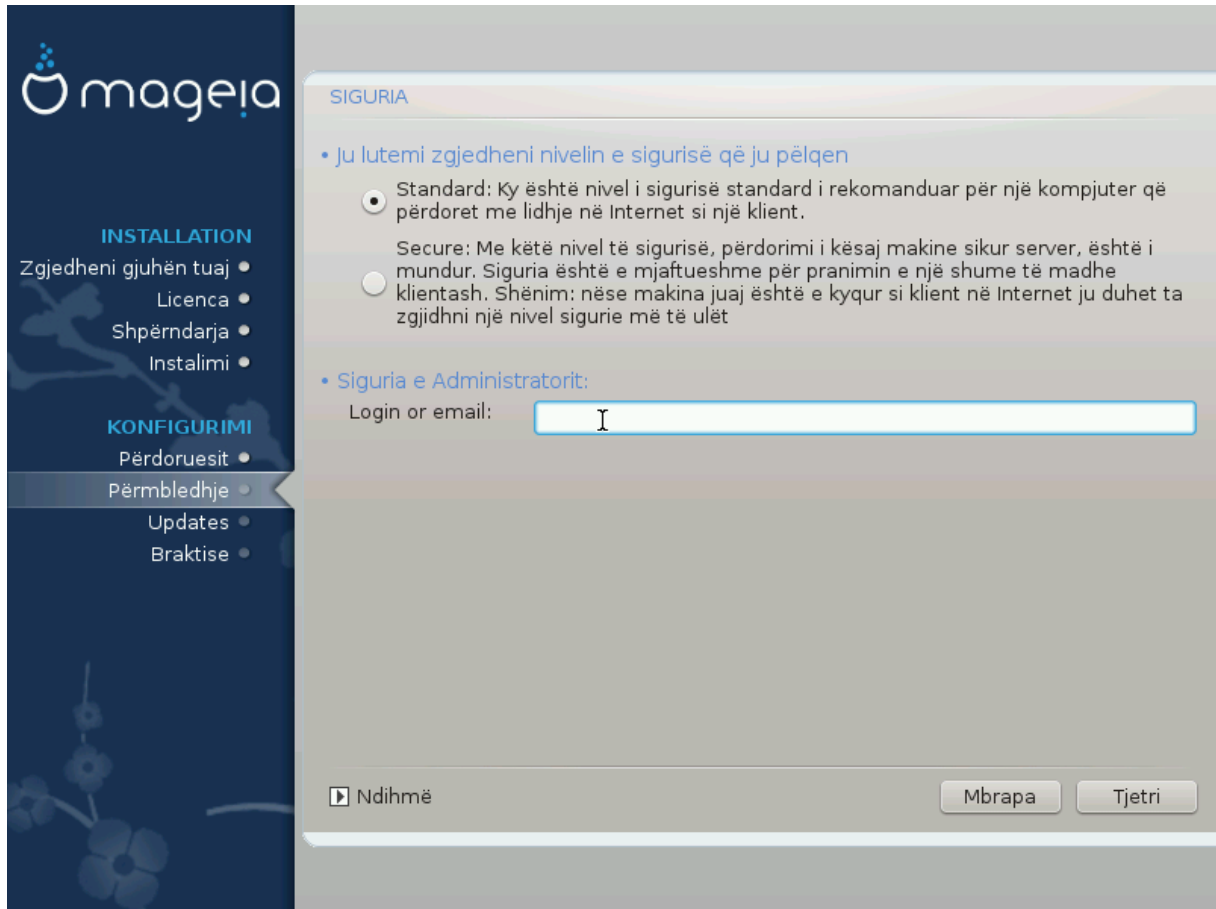 mageia
INSTALLATION
Zgjedheni gjuhën tuaj
Licenca
Shpërndarja
Instalimi
KONFIGURIMI
Përdoruesit
Përmbledhje
Updates
Braktise
SIGURIA
Ju lutemi zgjedheni nivelin e sigurisë që ju pëlqen
Standard: Ky është nivel i sigurisë standard i rekomanduar për një kompjuter që
përdoret me lidhje në Internet si një klient.
Secure: Me këtë nivel të sigurisë, përdorimi i kësaj makine sikur server, është i
mundur. Siguria është e mjaftueshme për pranimin e një shume të madhe
klientash. Shënim: nëse makina juaj është e kyqur si klient në Internet ju duhet ta
zgjidhni një nivel sigurie më të ulët
Siguria e Administratorit:
Login or email:
Ndihmë
Mbrapa
Tjetri